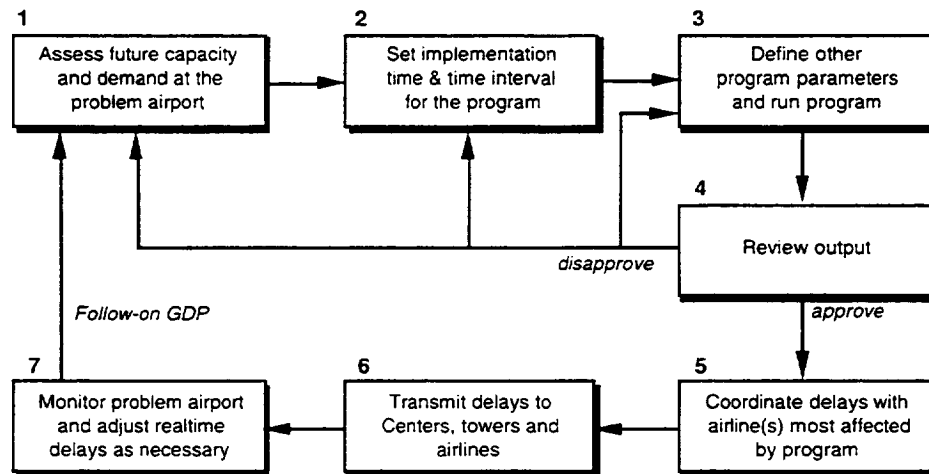 1
Assess future capacity
and demand at the
problem airport
2
Set implementation
time & time interval
for the program
3
Define other
program parameters
and run program
4
Review output
disapprove
approve
Follow-on GDP
7
Monitor problem airport
and adjust realtime
delays as necessary
6
Transmit delays to
Centers, towers and
airlines
5
Coordinate delays with
airline(s) most affected
by program